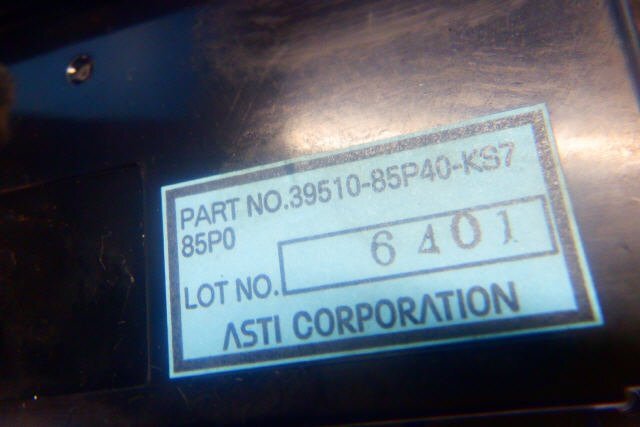 PART NO.39510-85P40-KS7
85P0
LOT NO. 6401
ASTI CORPORATION